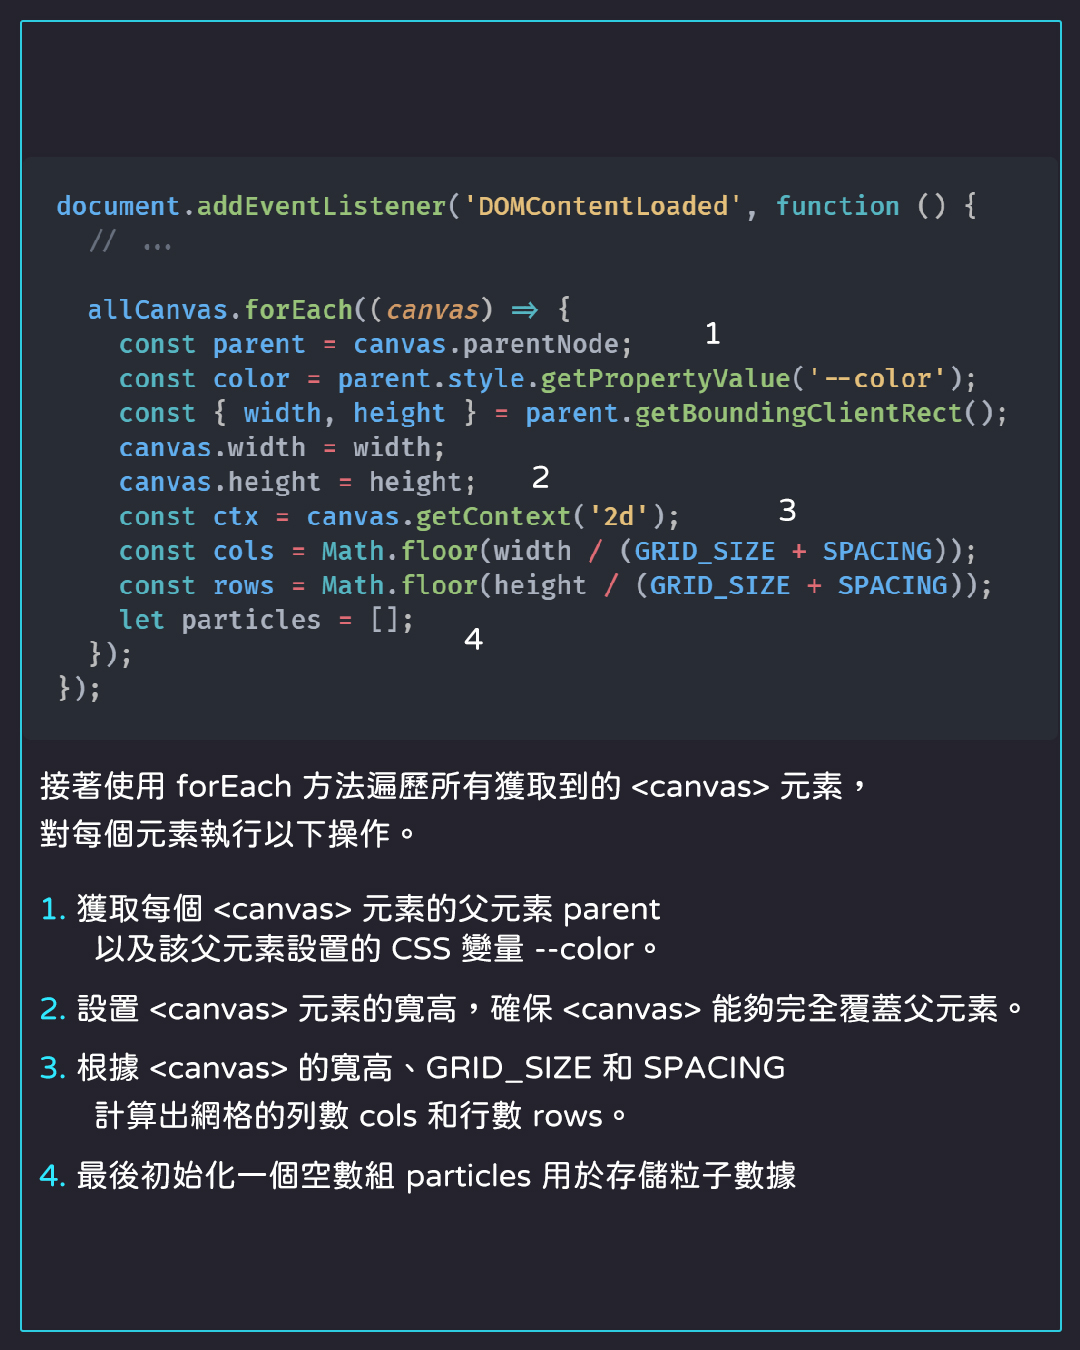 document.addEventListener('DOMContentLoaded', function () {
// ...
allCanvas.forEach((canvas) => {
1
const parent = canvas.parentNode;
const color = parent.style.getPropertyValue('--color');
const { width, height } = parent.getBoundingClientRect();
canvas.width = width;
canvas.height = height;
2
const ctx = canvas.getContext('2d');
3
const cols = Math.floor(width / (GRID_SIZE + SPACING));
const rows = Math.floor(height / (GRID_SIZE + SPACING));
let particles = [];
4
});
});
接著使用 forEach 方法遍歷所有獲取到的 <canvas> 元素，
對每個元素執行以下操作。
1. 獲取每個 <canvas> 元素的父元素 parent
以及該父元素設置的 CSS 變量 --color。
2. 設置 <canvas> 元素的寬高，確保 <canvas> 能夠完全覆蓋父元素。
3. 根據 <canvas> 的寬高、GRID_SIZE 和 SPACING
計算出網格的列數 cols 和行數 rows。
4. 最後初始化一個空數組 particles 用於存儲粒子數據